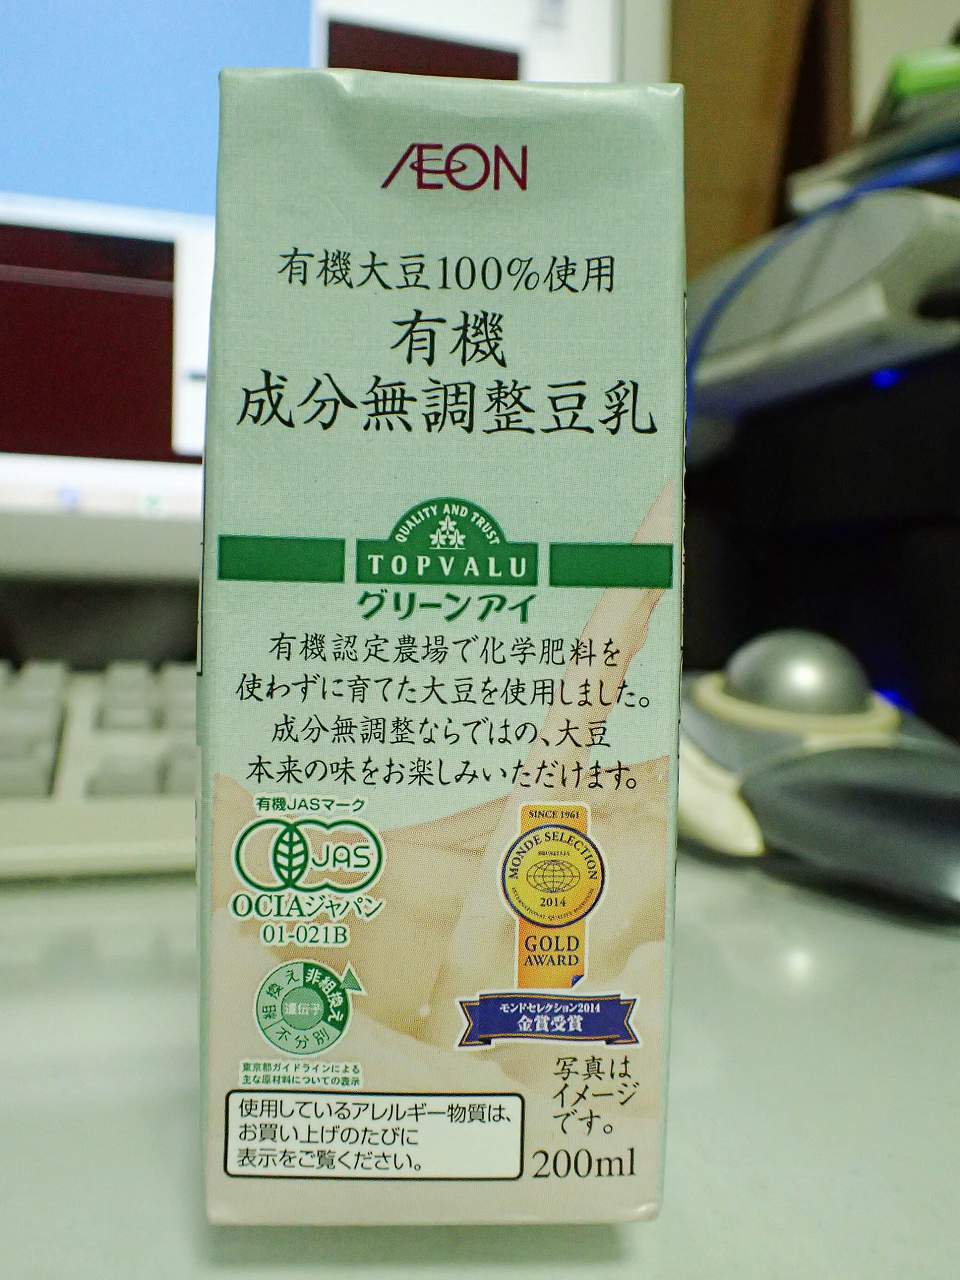 ÆON
有機大豆100%使用
有機
成分無調整豆乳
QUALITY AND TRUST
TOPVALU
グリーンアイ
有機認定農場で化学肥料を
使わずに育てた大豆を使用しました。
成分無調整ならではの、大豆
本来の味をお楽しみいただけます。
有機JASマーク
JAS
OCIAジャパン
01-021B
SINCE 1961
MONDE SELECTION
BRUXELLES
INTERNATIONAL QUALITY
2014
GOLD
AWARD
モンドセレクション2014
金賞受賞
非組換え
組換え
不分別
遺伝子
東京都ガイドラインによる
主な原材料についての表示
写真は
イメージ
です。
使用しているアレルギー物質は、
お買い上げのたびに
表示をご覧ください。
200ml